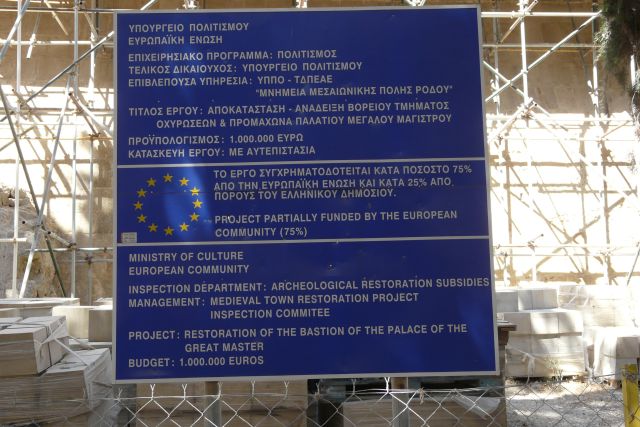 ΥΠΟΥΡΓΕΙΟ ΠΟΛΙΤΙΣΜΟΥ
ΕΥΡΩΠΑΪΚΗ ΕΝΩΣΗ
ΕΠΙΧΕΙΡΗΣΙΑΚΟ ΠΡΟΓΡΑΜΜΑ: ΠΟΛΙΤΙΣΜΟΣ
ΤΕΛΙΚΟΣ ΔΙΚΑΙΟΥΧΟΣ: ΥΠΟΥΡΓΕΙΟ ΠΟΛΙΤΙΣΜΟΥ
ΕΠΙΒΛΕΠΟΥΣΑ ΥΠΗΡΕΣΙΑ: ΥΠΠΟ - ΤΔΠΕΑΕ
"ΜΝΗΜΕΙΑ ΜΕΣΑΙΩΝΙΚΗΣ ΠΟΛΗΣ ΡΟΔΟΥ"
ΤΙΤΛΟΣ ΕΡΓΟΥ: ΑΠΟΚΑΤΑΣΤΑΣΗ - ΑΝΑΔΕΙΞΗ ΒΟΡΕΙΟΥ ΤΜΗΜΑΤΟΣ
ΟΧΥΡΩΣΕΩΝ & ΠΡΟΜΑΧΩΝΑ ΠΑΛΑΤΙΟΥ ΜΕΓΑΛΟΥ ΜΑΓΙΣΤΡΟΥ
ΠΡΟΫΠΟΛΟΓΙΣΜΟΣ: 1.000.000 ΕΥΡΩ
ΚΑΤΑΣΚΕΥΗ ΕΡΓΟΥ: ΜΕ ΑΥΤΕΠΙΣΤΑΣΙΑ
ΤΟ ΕΡΓΟ ΣΥΓΧΡΗΜΑΤΟΔΟΤΕΙΤΑΙ ΚΑΤΑ ΠΟΣΟΣΤΟ 75%
ΑΠΟ ΤΗΝ ΕΥΡΩΠΑΪΚΗ ΕΝΩΣΗ ΚΑΙ ΚΑΤΑ 25% ΑΠΟ
ΠΟΡΟΥΣ ΤΟΥ ΕΛΛΗΝΙΚΟΥ ΔΗΜΟΣΙΟΥ.
PROJECT PARTIALLY FUNDED BY THE EUROPEAN
COMMUNITY (75%)
MINISTRY OF CULTURE
EUROPEAN COMMUNITY
INSPECTION DEPARTMENT: ARCHEOLOGICAL RESTORATION SUBSIDIES
MANAGEMENT: MEDIEVAL TOWN RESTORATION PROJECT
INSPECTION COMMITEE
PROJECT: RESTORATION OF THE BASTION OF THE PALACE OF THE
GREAT MASTER
BUDGET: 1.000.000 EUROS